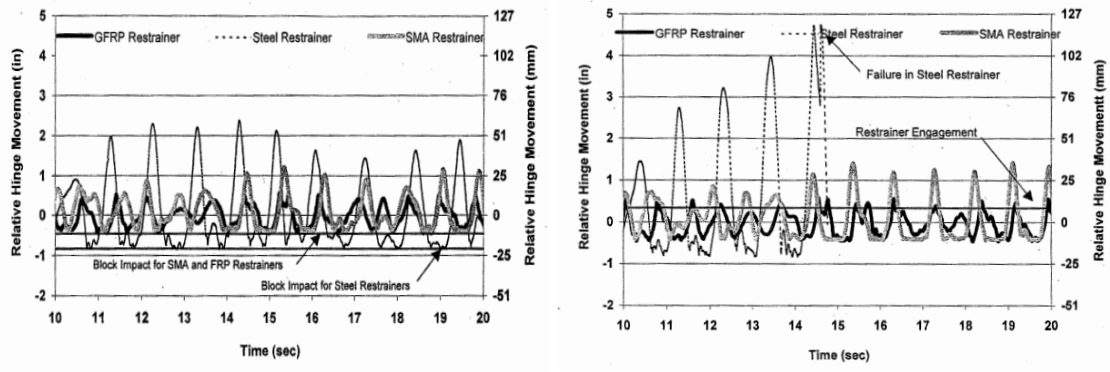 5
4
3
2
1
0
-1
-2
Relative Hinge Movement (in)
GFRP Restrainer
Steel Restrainer
SMA Restrainer
127
102
76
51
25
0
-25
-51
Relative Hinge Movement (mm)
Block Impact for SMA and FRP Restrainers
Block Impact for Steel Restrainers
10 11 12 13 14 15 16 17 18 19 20
Time (sec)
5
4
3
2
1
0
-1
-2
Relative Hinge Movement (in)
GFRP Restrainer
Steel Restrainer
SMA Restrainer
Failure in Steel Restrainer
Restrainer Engagement
127
102
76
51
25
0
-25
-51
Relative Hinge Movementt (mm)
10 11 12 13 14 15 16 17 18 19 20
Time (sec)